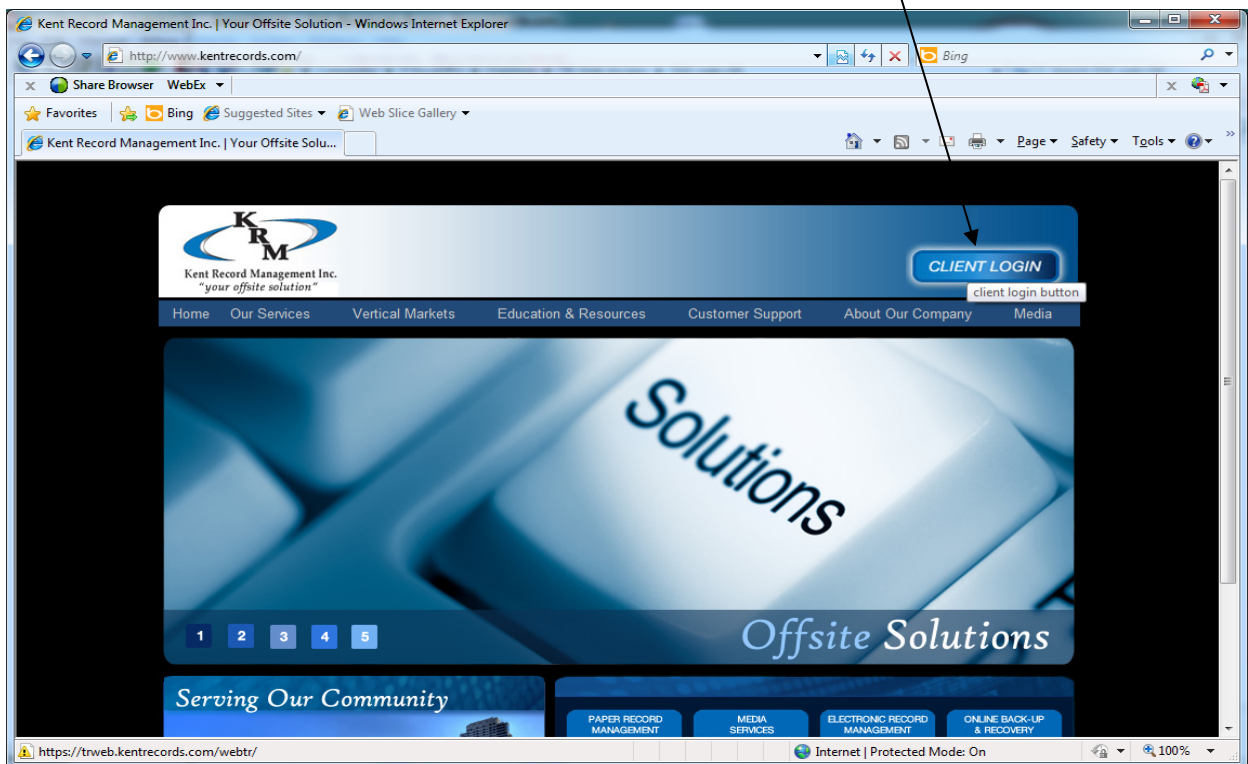 Kent Record Management Inc. | Your Offsite Solution - Windows Internet Explorer
http://www.kentrecords.com/
Bing
x Share Browser WebEx x
Favorites Bing Suggested Sites Web Slice Gallery
Kent Record Management Inc. | Your Offsite Solu...
Page Safety Tools
KRM
Kent Record Management Inc.
"your offsite solution"
CLIENT LOGIN
client login button
Home Our Services Vertical Markets Education & Resources Customer Support About Our Company Media
Solutions
1 2 3 4 5
Offsite Solutions
Serving Our Community
PAPER RECORD
MANAGEMENT
MEDIA
SERVICES
ELECTRONIC RECORD
MANAGEMENT
ONLINE BACK-UP
& RECOVERY
https://trweb.kentrecords.com/webtr/
Internet | Protected Mode: On
100%